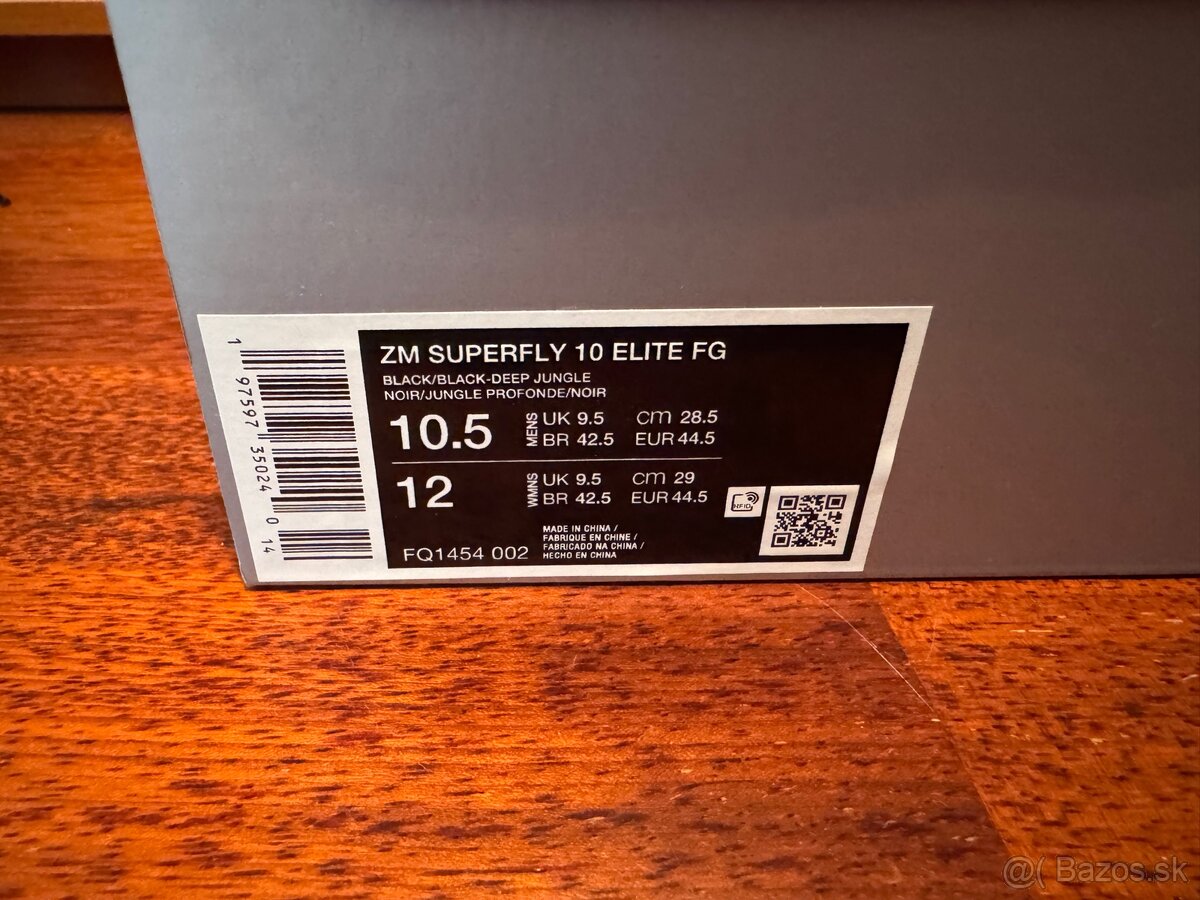 ZM SUPERFLY 10 ELITE FG
BLACK/BLACK-DEEP JUNGLE
NOIR/JUNGLE PROFONDE/NOIR
10.5 MENS UK 9.5 cm 28.5
BR 42.5 EUR 44.5
12 WMNS UK 9.5 cm 29
BR 42.5 EUR 44.5
RFID
FQ1454 002
MADE IN CHINA /
FABRIQUE EN CHINE /
FABRICADO NA CHINA /
HECHO EN CHINA
1 97597 35024 0 14
@( Bazos.sk